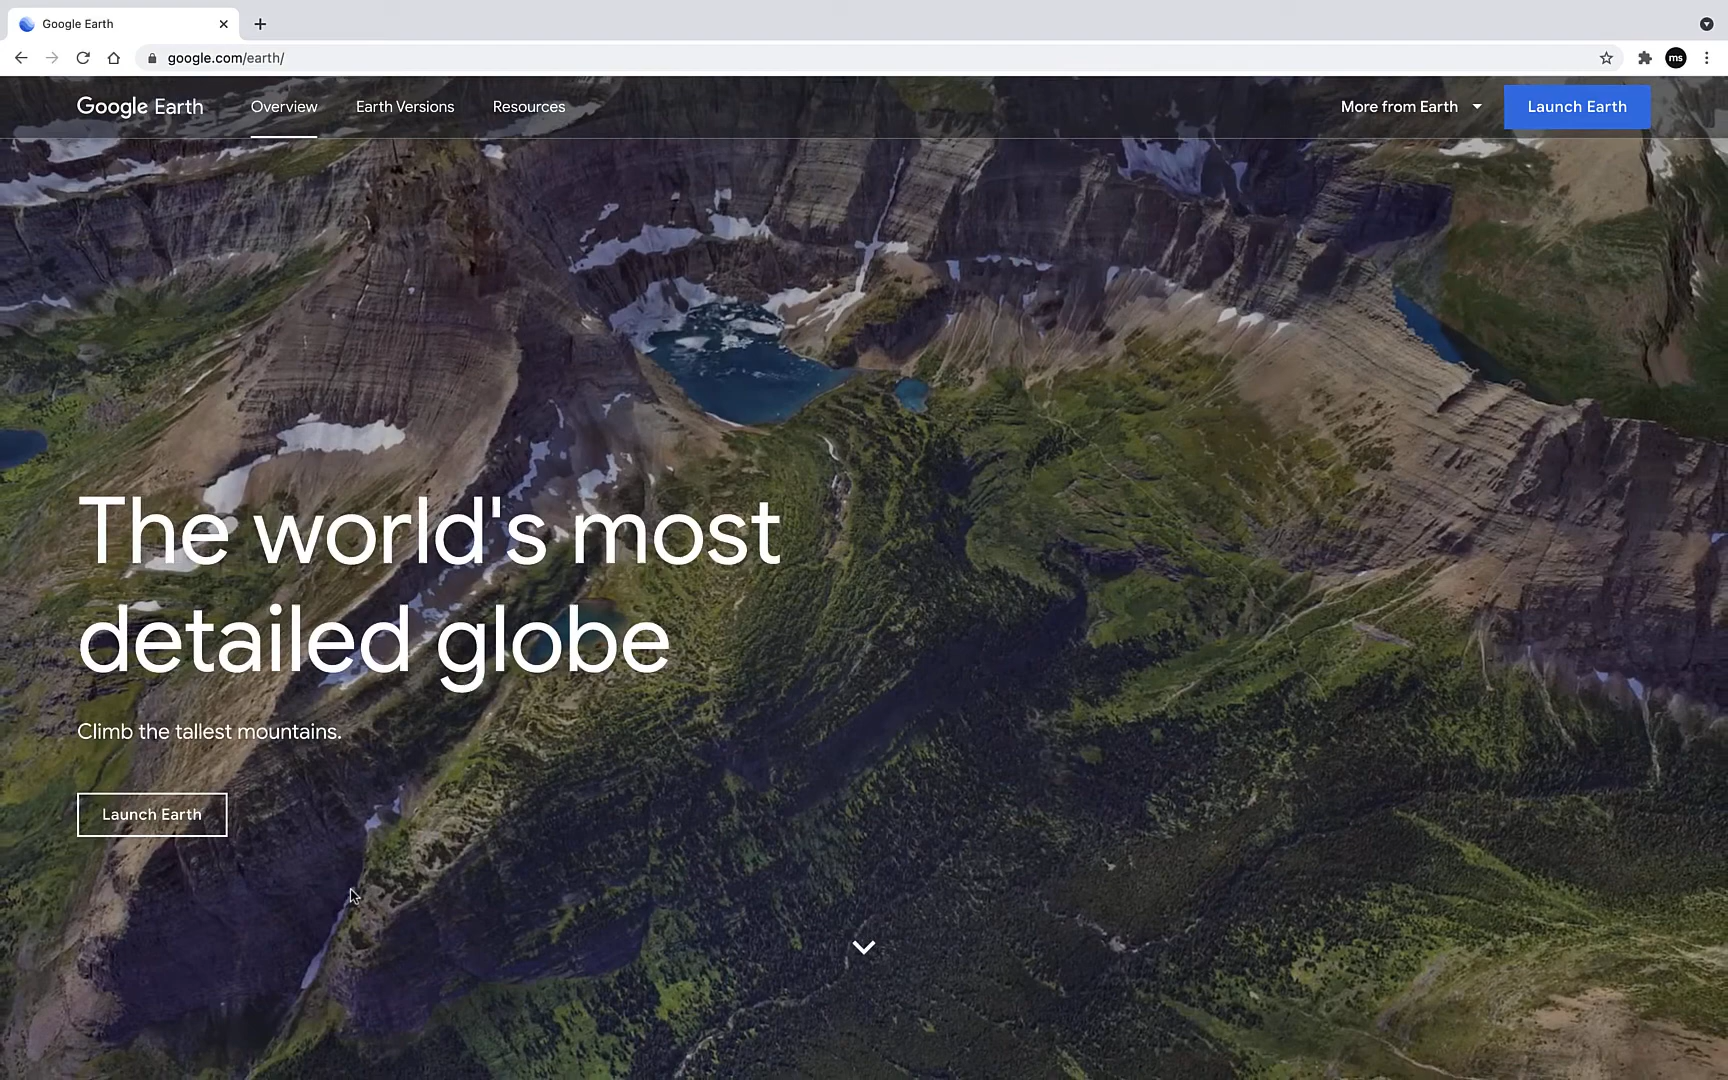 Google Earth
google.com/earth/
ms
Google Earth
Overview
Earth Versions
Resources
More from Earth
Launch Earth
The world's most
detailed globe
Climb the tallest mountains.
Launch Earth